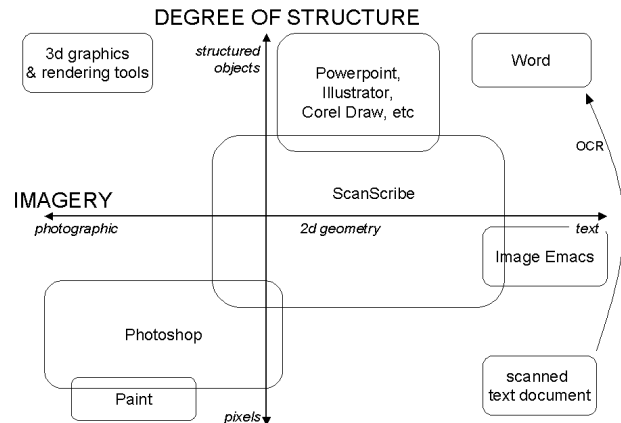 DEGREE OF STRUCTURE
3d graphics
& rendering tools
structured
objects
Powerpoint,
Illustrator,
Corel Draw, etc
Word
OCR
ScanScribe
IMAGERY
photographic
2d geometry
text
Image Emacs
Photoshop
Paint
scanned
text document
pixels